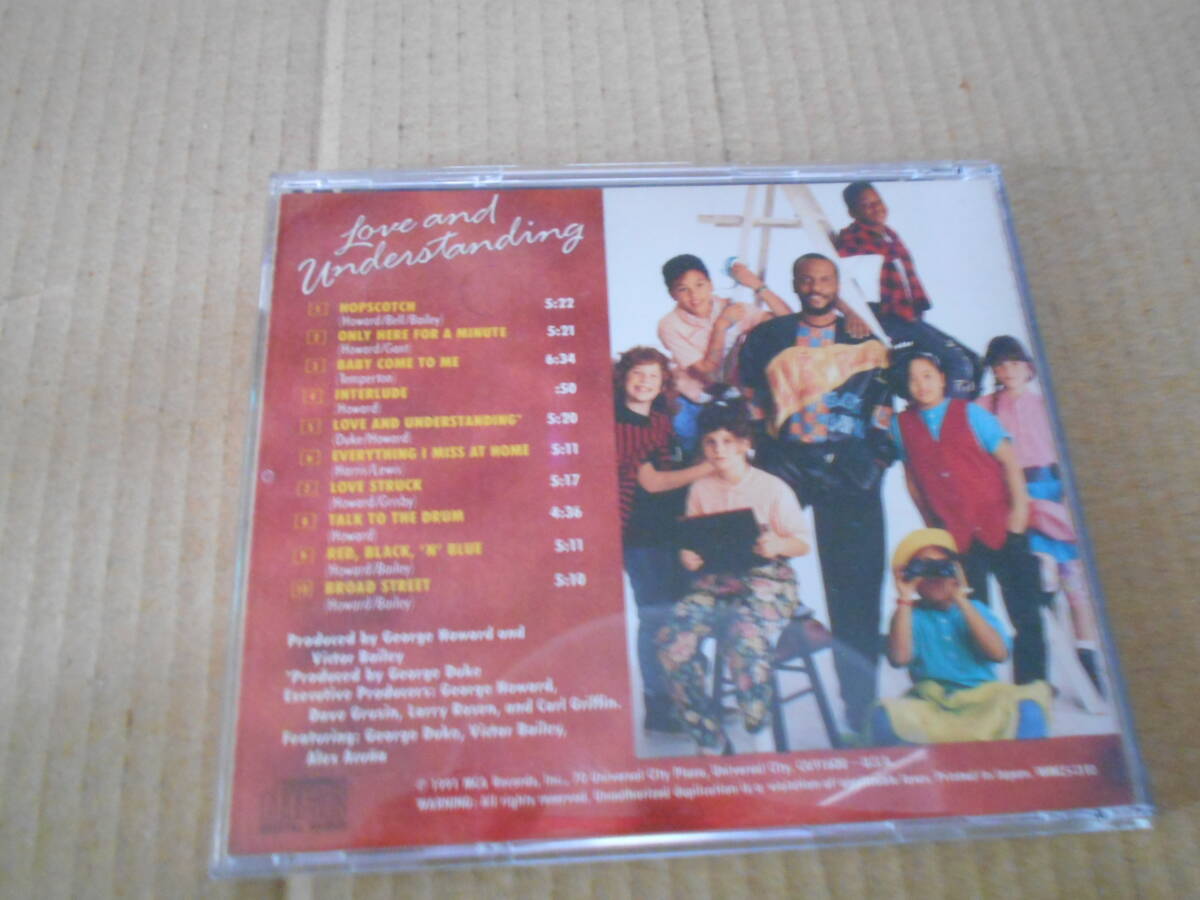 Love and
Understanding
1 HOPSCOTCH 5:22
(Howard/Bell/Bailey)
2 ONLY HERE FOR A MINUTE 5:21
(Howard/Gant)
3 BABY COME TO ME 6:34
(Temperton
4 INTERLUDE :50
(Howard)
5 LOVE AND UNDERSTANDING* 5:20
(Duke/Howard)
6 EVERYTHING I MISS AT HOME 5:11
(Harris/Lewis
7 LOVE STRUCK 5:17
(Howard/Grisby)
8 TALK TO THE DRUM 4:36
(Howard)
9 RED, BLACK, 'N' BLUE 5:11
(Howard/Bailey)
10 BROAD STREET 5:10
(Howard/Bailey)
Produced by George Howard and
Victor Bailey
*Produced by George Duke
Executive Producers: George Howard,
Dave Grusin, Larry Rosen, and Carl Griffin.
Featuring: George Duke, Victor Bailey,
Alex Acuña
© 1991 MCA Records, Inc., 70 Universal City Plaza, Universal City,
WARNING: All rights reserved. Unauthorized duplication is a violation of applicable laws. Printed in Japan.